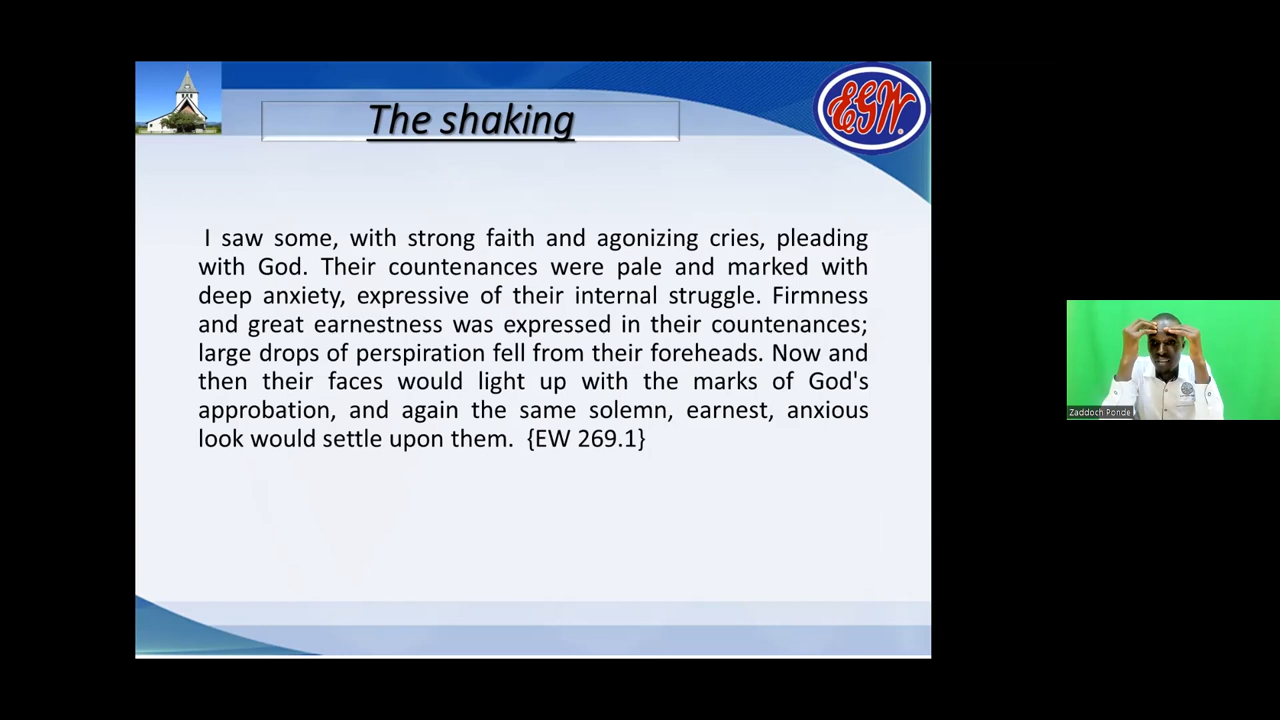 The shaking
EGW
I saw some, with strong faith and agonizing cries, pleading
with God. Their countenances were pale and marked with
deep anxiety, expressive of their internal struggle. Firmness
and great earnestness was expressed in their countenances;
large drops of perspiration fell from their foreheads. Now and
then their faces would light up with the marks of God's
approbation, and again the same solemn, earnest, anxious
look would settle upon them. {EW 269.1}
Zaddoch Ponde